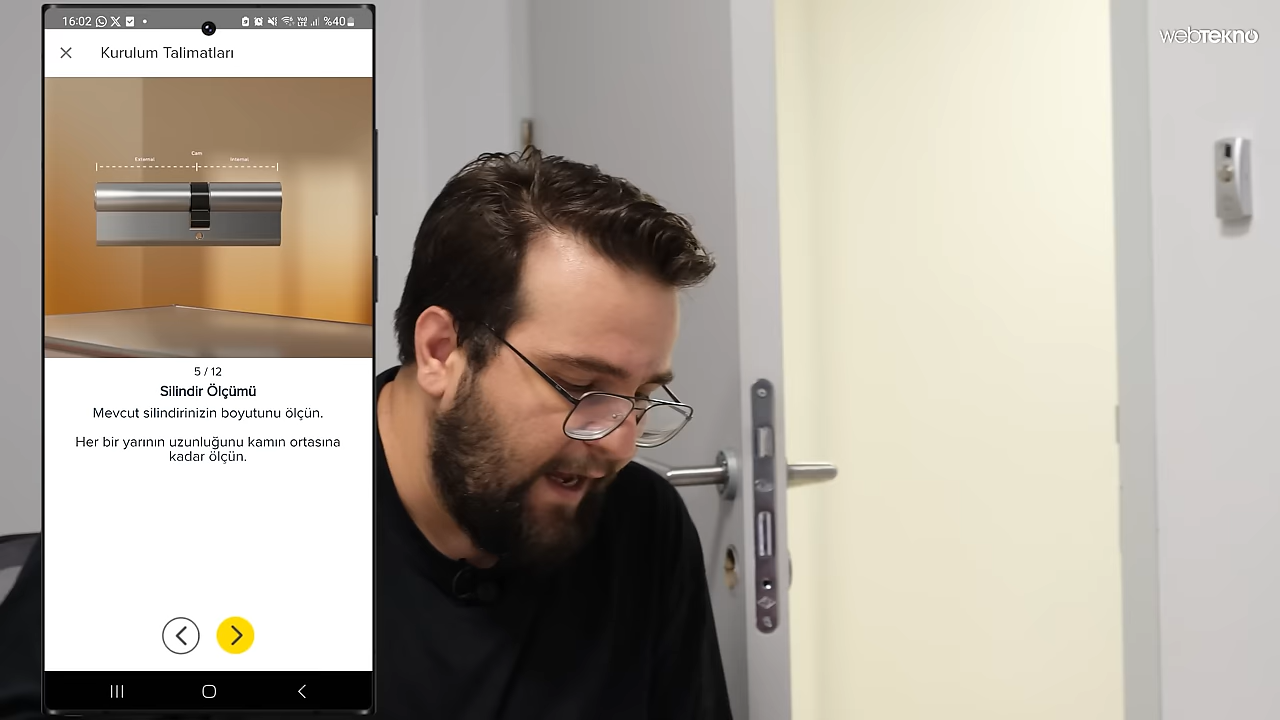 16:02
%40
Kurulum Talimatları
Cam
External
Internal
5 / 12
Silindir Ölçümü
Mevcut silindirinizin boyutunu ölçün.
Her bir yarının uzunluğunu kamın ortasına
kadar ölçün.
webTEKNO